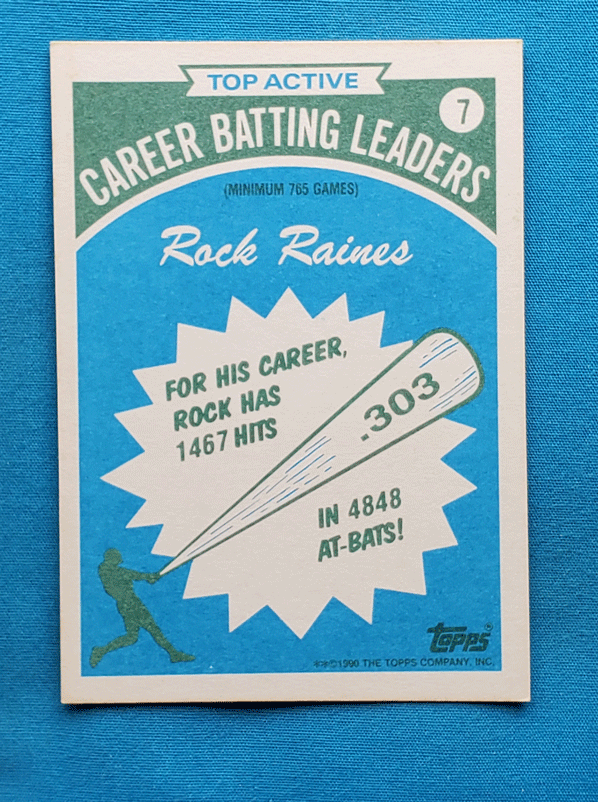 TOP ACTIVE
7
CAREER BATTING LEADERS
(MINIMUM 765 GAMES)
Rock Raines
FOR HIS CAREER,
ROCK HAS
1467 HITS
.303
IN 4848
AT-BATS!
TOPPS®
**©1990 THE TOPPS COMPANY, INC.